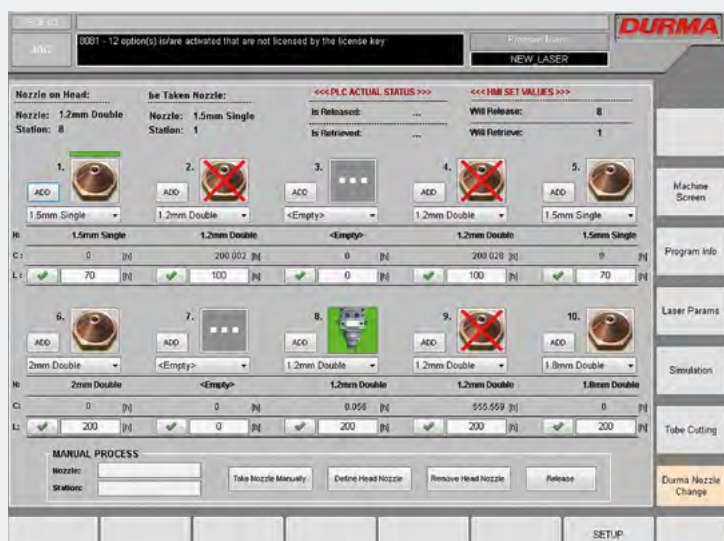 8081 - 12 option(s) is/are activated that are not licensed by the license key
DURMA
JOG
Program Name
NEW_LASER
Nozzle on Head: be Taken Nozzle: <<< PLC ACTUAL STATUS >>> <<< HMI SET VALUES >>>
Nozzle: 1.2mm Double Nozzle: 1.5mm Single Is Released: ... Will Release: 8
Station: 8 Station: 1 Is Retrieved: ... Will Retrieve: 1
1. 2. 3. 4. 5.
ADD ADD ADD ADD ADD
1.5mm Single 1.2mm Double <Empty> 1.2mm Double 1.5mm Single
N: 1.5mm Single 1.2mm Double <Empty> 1.2mm Double 1.5mm Single
C: 0 [h] 200.002 [h] 0 [h] 200.028 [h] 0 [h]
L: 70 [h] 100 [h] 0 [h] 100 [h] 70 [h]
6. 7. 8. 9. 10.
ADD ADD ADD ADD ADD
2mm Double <Empty> 1.2mm Double 1.2mm Double 1.8mm Double
N: 2mm Double <Empty> 1.2mm Double 1.2mm Double 1.8mm Double
C: 0 [h] 0 [h] 0.056 [h] 555.559 [h] 0 [h]
L: 200 [h] 0 [h] 200 [h] 200 [h] 200 [h]
MANUAL PROCESS
Nozzle:
Station:
Take Nozzle Manually Define Head Nozzle Remove Head Nozzle Release
Machine
Screen
Program Info
Laser Params
Simulation
Tube Cutting
Durma Nozzle
Change
SETUP